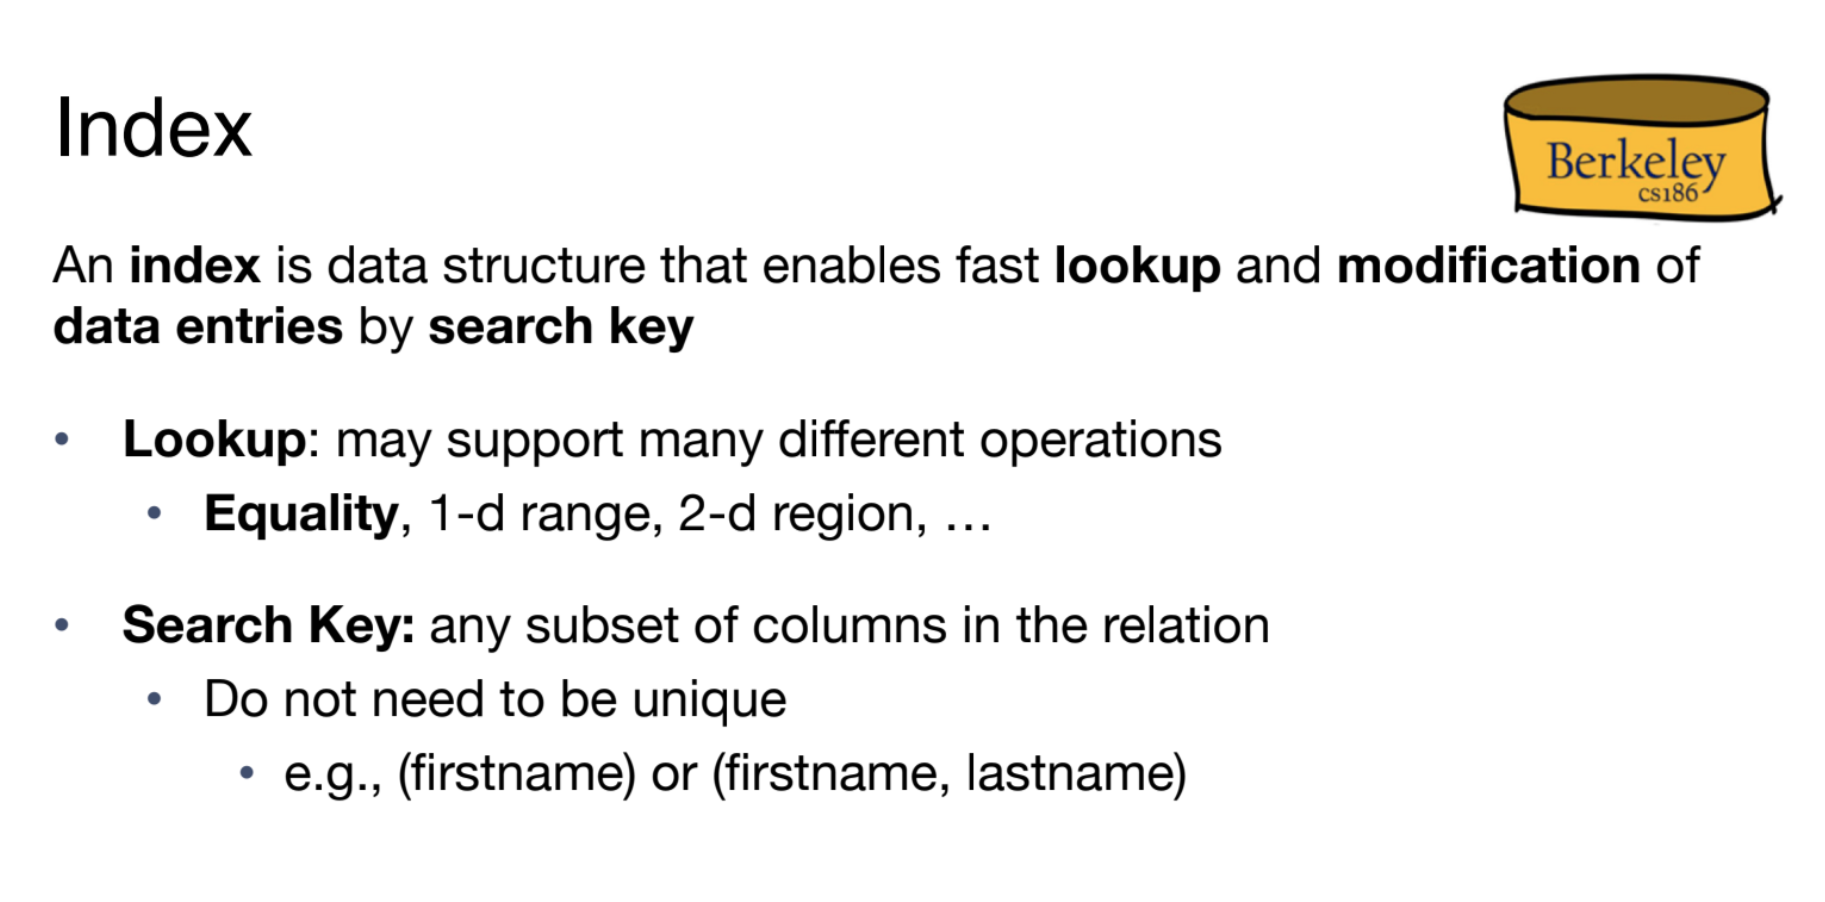 Index
Berkeley
cs186
An index is data structure that enables fast lookup and modification of
data entries by search key
• Lookup: may support many different operations
• Equality, 1-d range, 2-d region, …
• Search Key: any subset of columns in the relation
• Do not need to be unique
• e.g., (firstname) or (firstname, lastname)